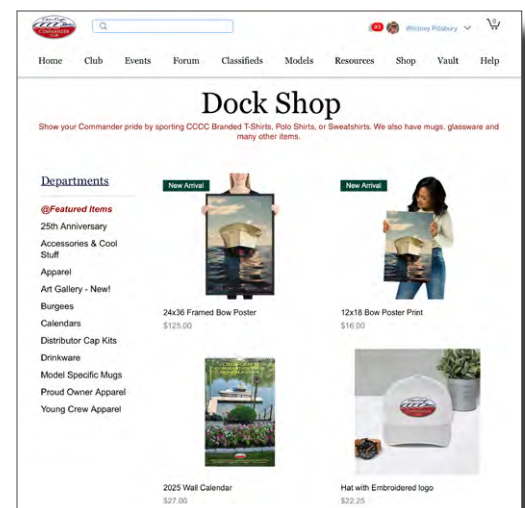 COMMANDER
Whitney Pillsbury
Home Club Events Forum Classifieds Models Resources Shop Vault Help
Dock Shop
Show your Commander pride by sporting CCCC Branded T-Shirts, Polo Shirts, or Sweatshirts. We also have mugs, glassware and
many other items.
Departments
@Featured Items
25th Anniversary
Accessories & Cool
Stuff
Apparel
Art Gallery - New!
Burgees
Calendars
Distributor Cap Kits
Drinkware
Model Specific Mugs
Proud Owner Apparel
Young Crew Apparel
New Arrival
24x36 Framed Bow Poster
$125.00
New Arrival
12x18 Bow Poster Print
$16.00
2025 Wall Calendar
$27.00
COMMANDER
Hat with Embroidered logo
$22.25